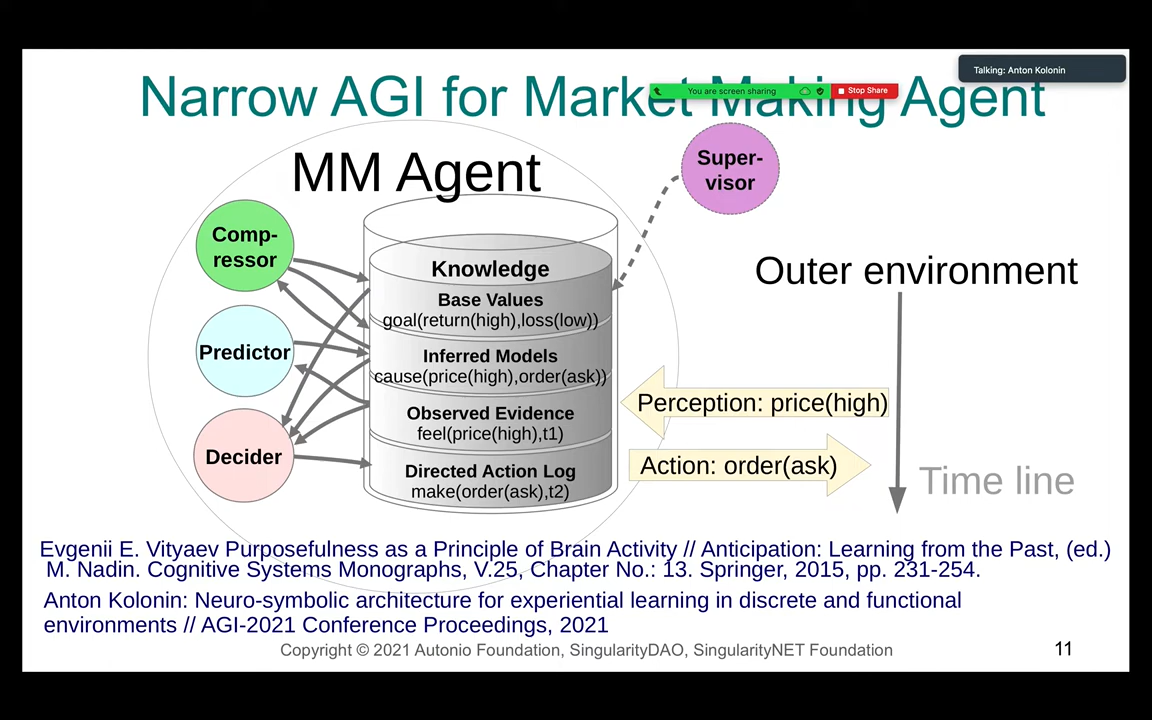 Talking: Anton Kolonin
Narrow AGI for Market Making Agent
You are screen sharing
Stop Share
MM Agent
Super-
visor
Comp-
ressor
Predictor
Decider
Knowledge
Base Values
goal(return(high),loss(low))
Inferred Models
cause(price(high),order(ask))
Observed Evidence
feel(price(high),t1)
Directed Action Log
make(order(ask),t2)
Outer environment
Perception: price(high)
Action: order(ask)
Time line
Evgenii E. Vityaev Purposefulness as a Principle of Brain Activity // Anticipation: Learning from the Past, (ed.)
M. Nadin. Cognitive Systems Monographs, V.25, Chapter No.: 13. Springer, 2015, pp. 231-254.
Anton Kolonin: Neuro-symbolic architecture for experiential learning in discrete and functional
environments // AGI-2021 Conference Proceedings, 2021
Copyright © 2021 Autonio Foundation, SingularityDAO, SingularityNET Foundation
11